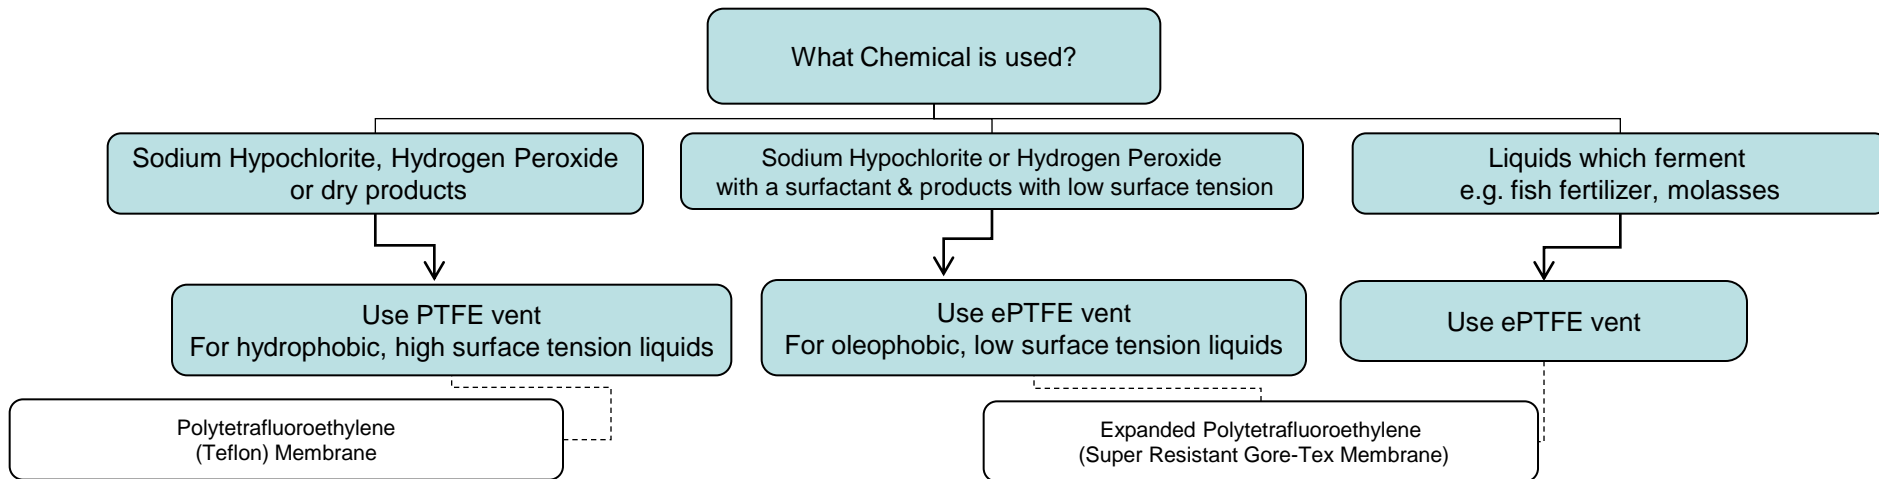 What Chemical is used?
Sodium Hypochlorite, Hydrogen Peroxide
or dry products
Sodium Hypochlorite or Hydrogen Peroxide
with a surfactant & products with low surface tension
Liquids which ferment
e.g. fish fertilizer, molasses
Use PTFE vent
For hydrophobic, high surface tension liquids
Use ePTFE vent
For oleophobic, low surface tension liquids
Use ePTFE vent
Polytetrafluoroethylene
(Teflon) Membrane
Expanded Polytetrafluoroethylene
(Super Resistant Gore-Tex Membrane)